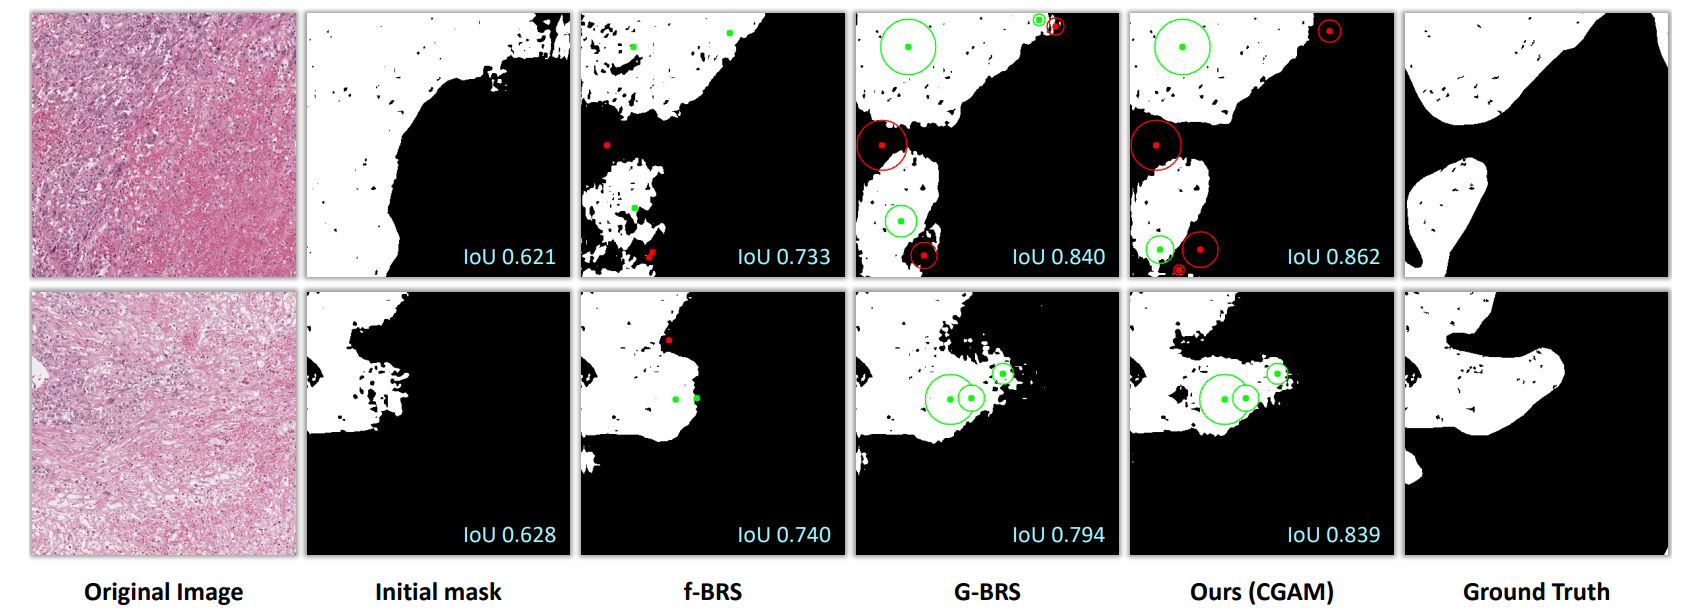 IoU 0.621
IoU 0.733
IoU 0.840
IoU 0.862
IoU 0.628
IoU 0.740
IoU 0.794
IoU 0.839
Original Image
Initial mask
f-BRS
G-BRS
Ours (CGAM)
Ground Truth